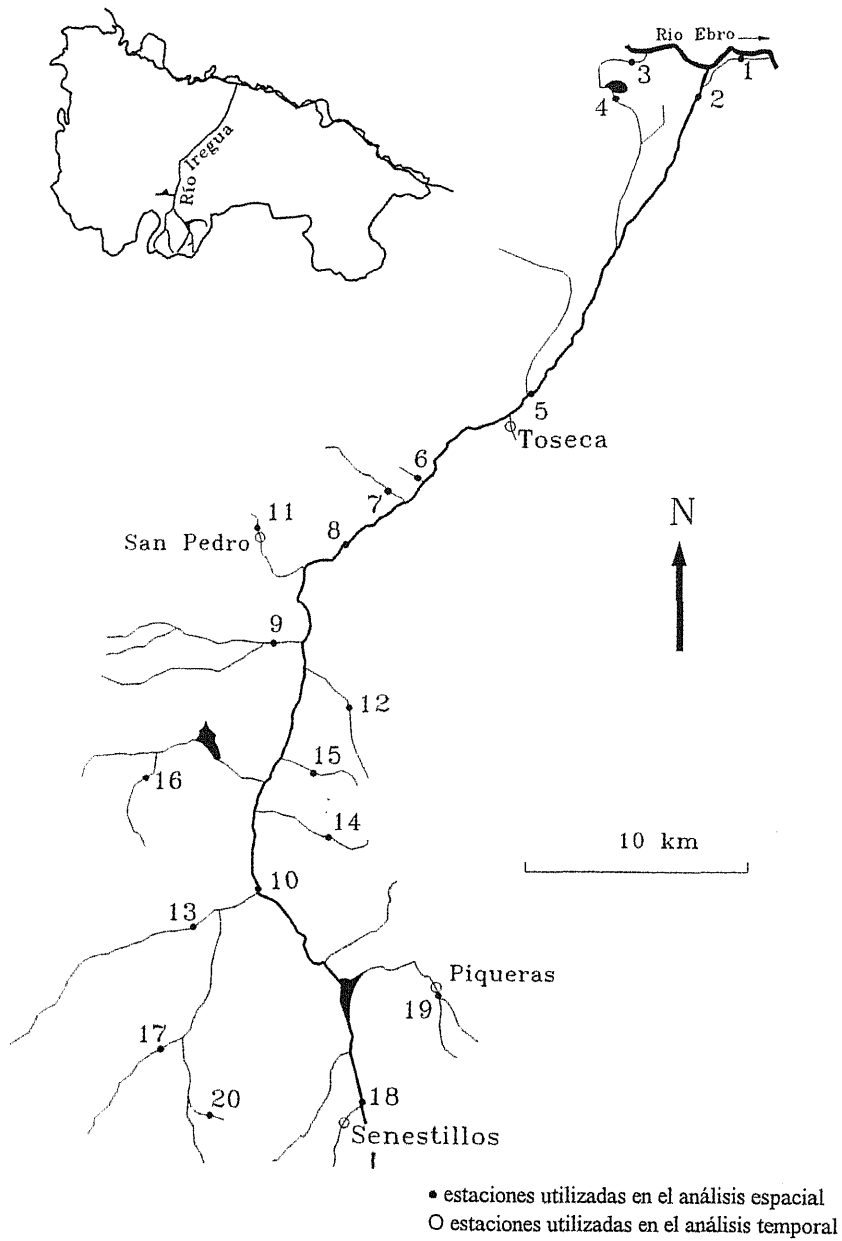 Río Ebro
Río Iregua
1
3
2
4
5
Toseca
6
7
11
8
San Pedro
N
9
12
15
16
14
10 km
10
13
Piqueras
19
17
18
20
Senestillos
• estaciones utilizadas en el análisis espacial
O estaciones utilizadas en el análisis temporal